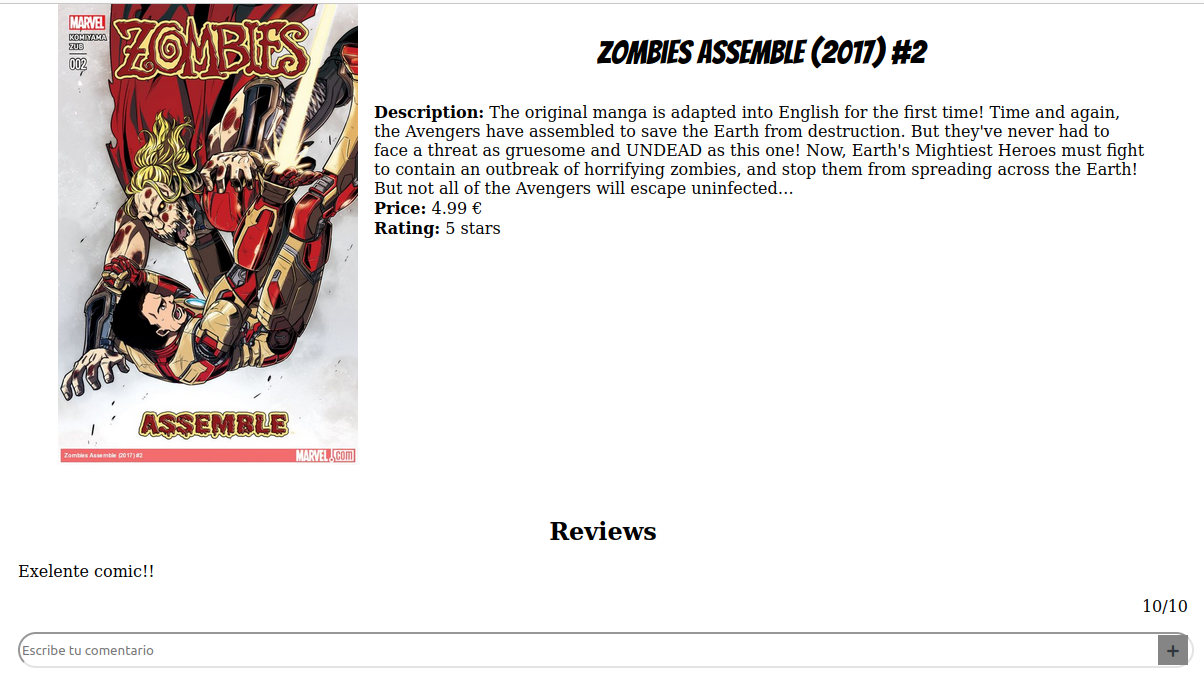 MARVEL
KOMIYAMA
ZUB
002
ZOMBIES
ASSEMBLE
Zombies Assemble (2017) #2
MARVEL.COM
ZOMBIES ASSEMBLE (2017) #2
Description: The original manga is adapted into English for the first time! Time and again,
the Avengers have assembled to save the Earth from destruction. But they've never had to
face a threat as gruesome and UNDEAD as this one! Now, Earth's Mightiest Heroes must fight
to contain an outbreak of horrifying zombies, and stop them from spreading across the Earth!
But not all of the Avengers will escape uninfected…
Price: 4.99 €
Rating: 5 stars
Reviews
Exelente comic!!
10/10
Escribe tu comentario
+